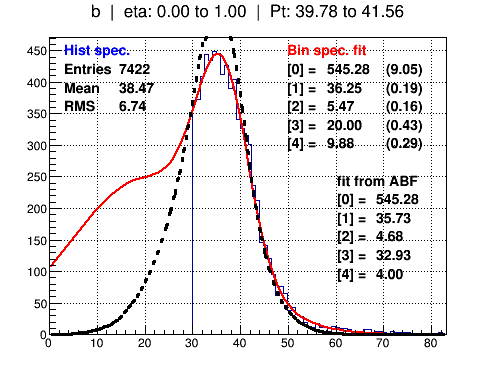 b | eta: 0.00 to 1.00 | Pt: 39.78 to 41.56
Hist spec.
Entries 7422
Mean 38.47
RMS 6.74
Bin spec. fit
[0] = 545.28 (9.05)
[1] = 36.25 (0.19)
[2] = 5.47 (0.16)
[3] = 20.00 (0.43)
[4] = 9.88 (0.29)
fit from ABF
[0] = 545.28
[1] = 35.73
[2] = 4.68
[3] = 32.93
[4] = 4.00
450
400
350
300
250
200
150
100
50
0
0 10 20 30 40 50 60 70 80